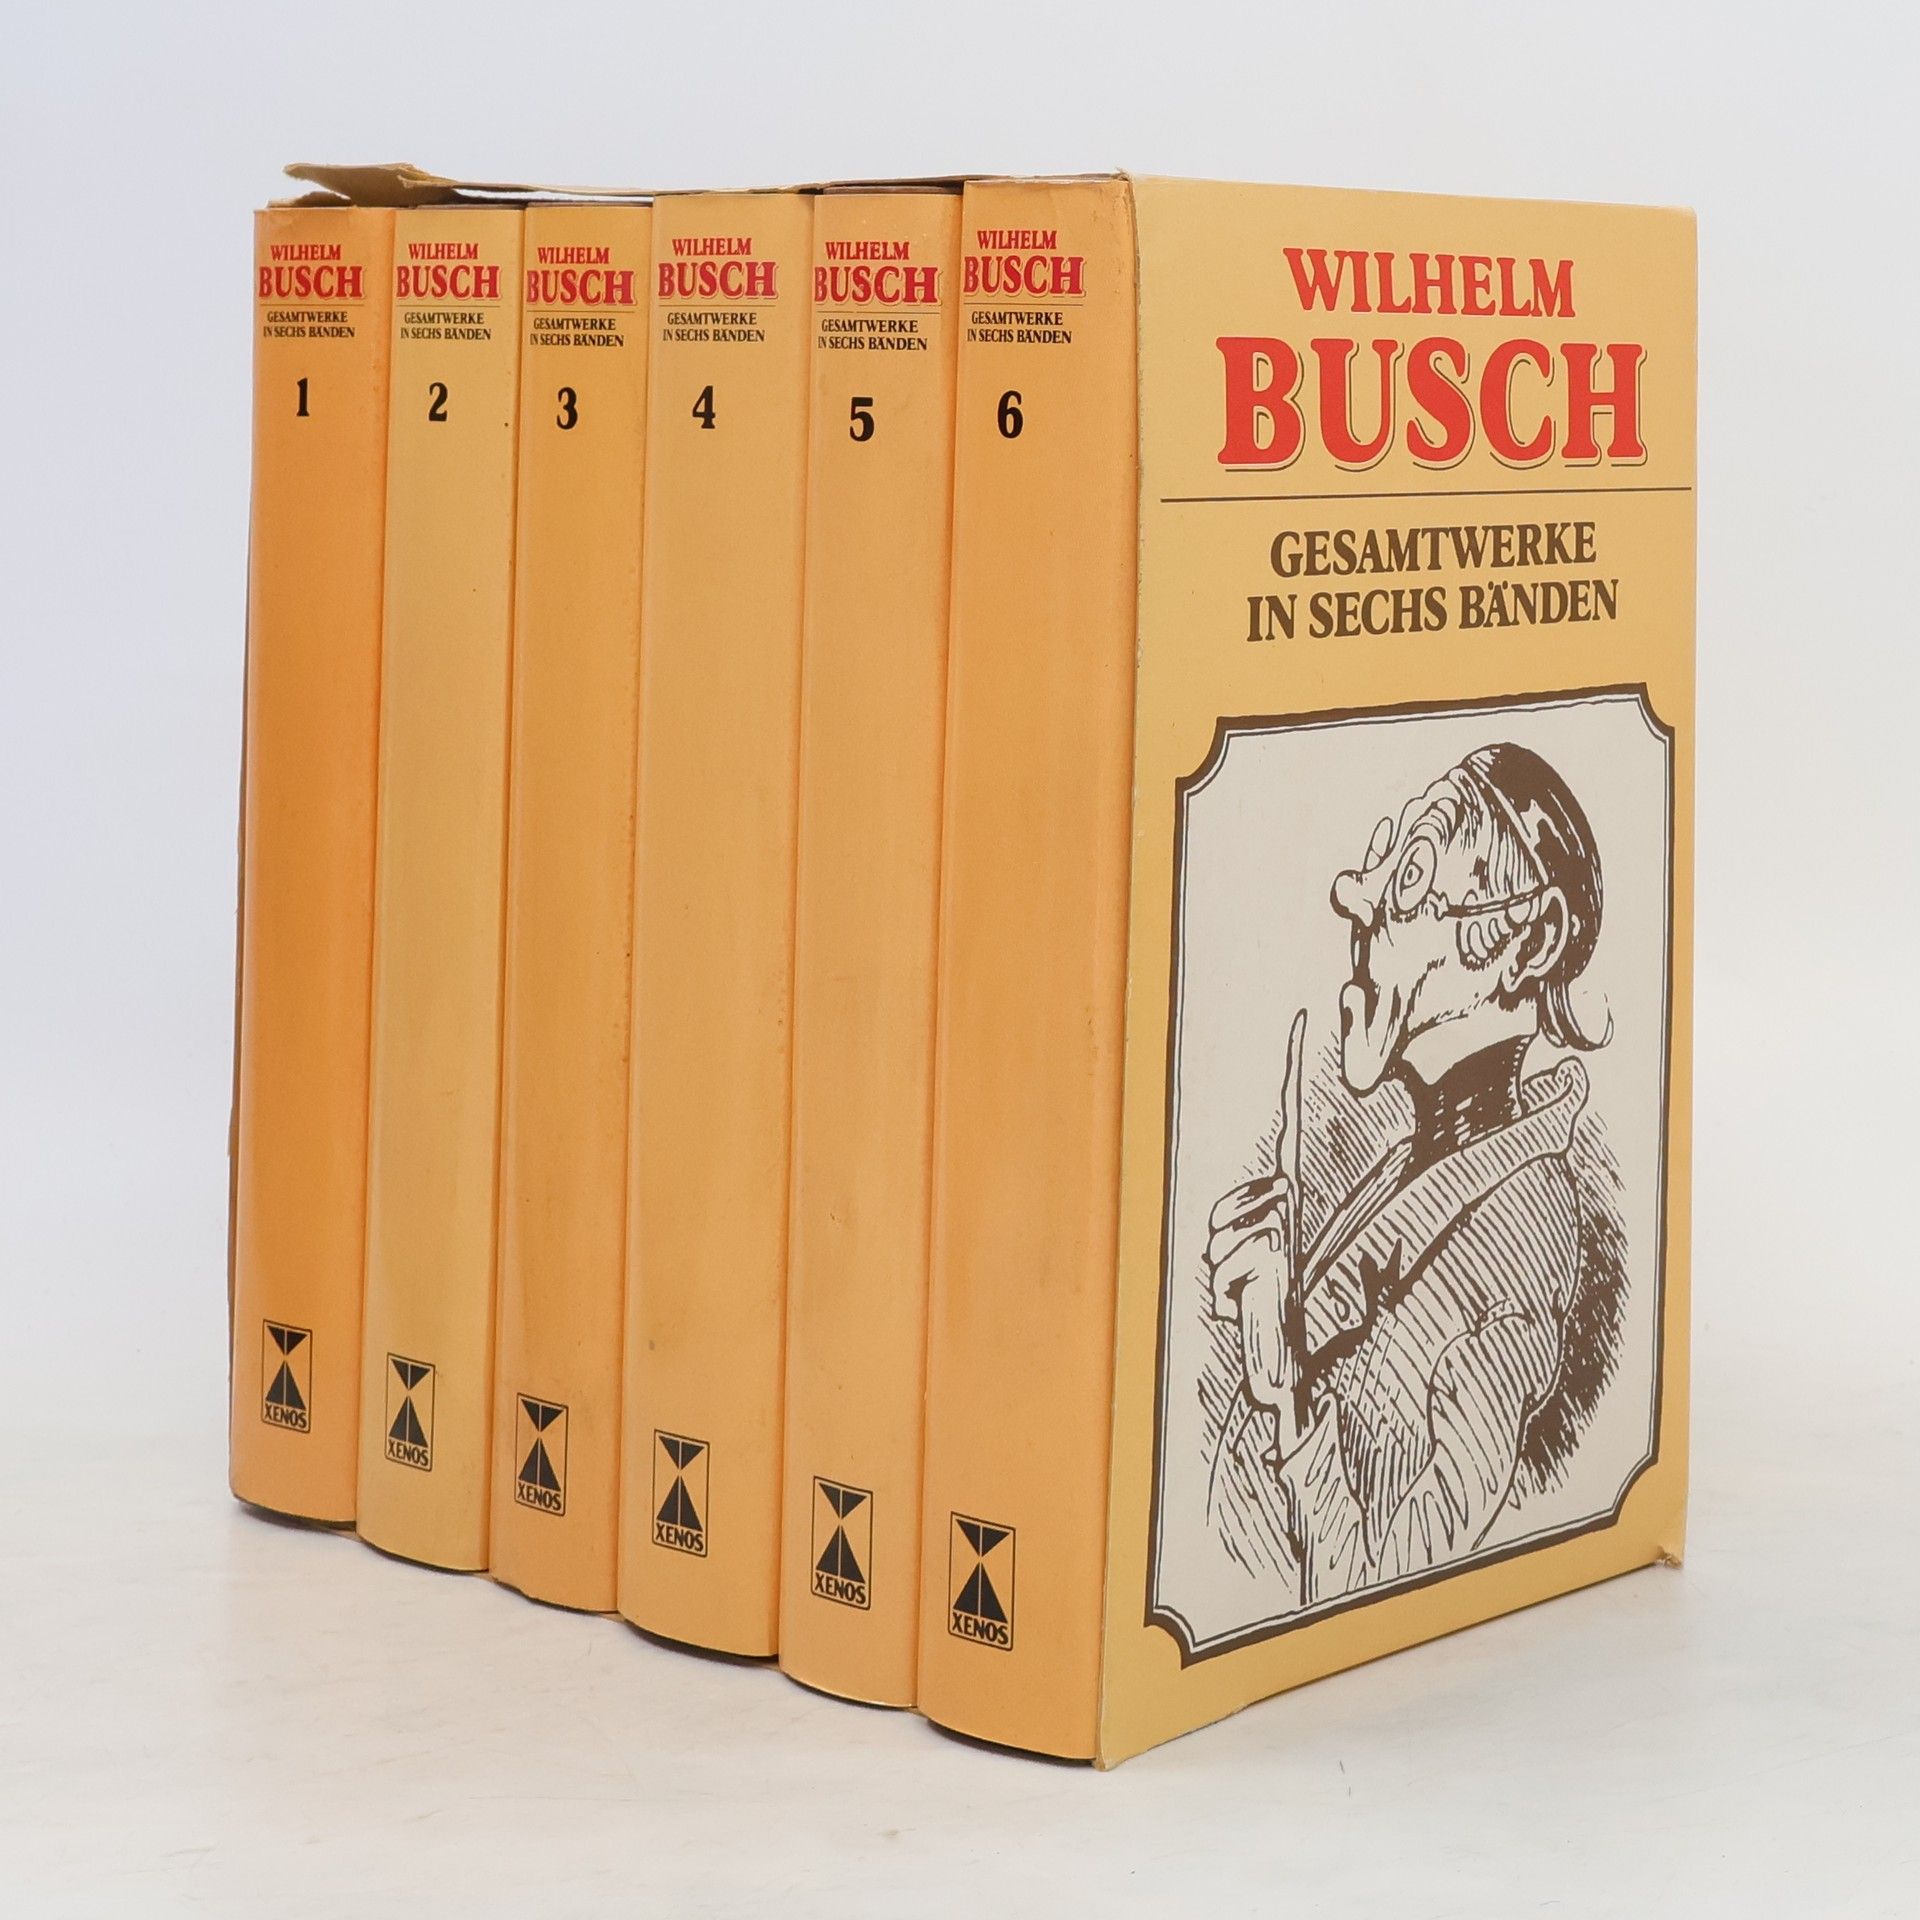 WILHELM
BUSCH
GESAMTWERKE
IN SECHS BÄNDEN
1
XENOS
WILHELM
BUSCH
GESAMTWERKE
IN SECHS BÄNDEN
2
XENOS
WILHELM
BUSCH
GESAMTWERKE
IN SECHS BÄNDEN
3
XENOS
WILHELM
BUSCH
GESAMTWERKE
IN SECHS BÄNDEN
4
XENOS
WILHELM
BUSCH
GESAMTWERKE
IN SECHS BÄNDEN
5
XENOS
WILHELM
BUSCH
GESAMTWERKE
IN SECHS BÄNDEN
6
XENOS
WILHELM
BUSCH
GESAMTWERKE
IN SECHS BÄNDEN